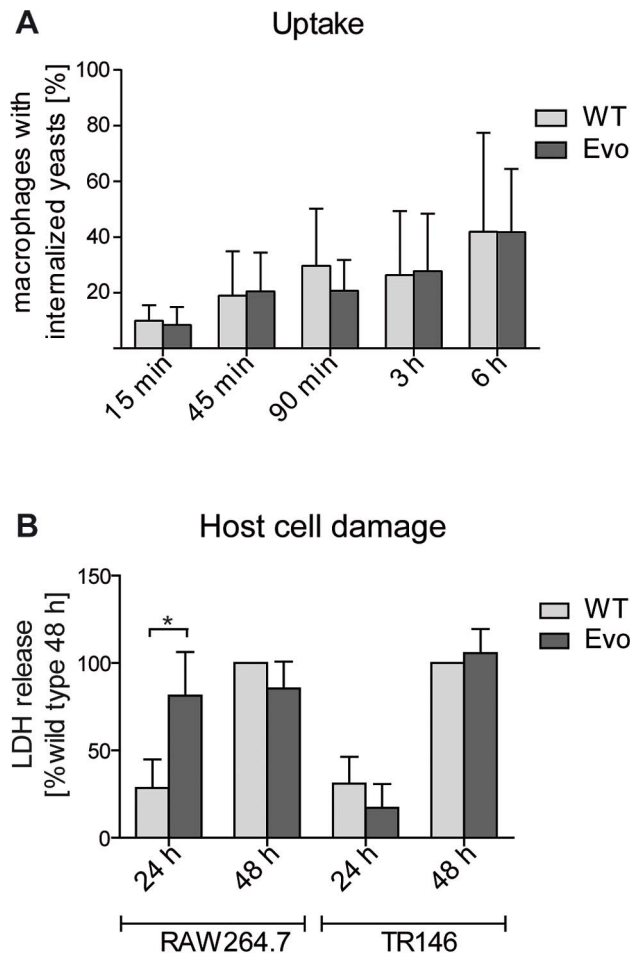 A
Uptake
macrophages with
internalized yeasts [%]
100
80
60
40
20
WT
Evo
15 min
45 min
90 min
3 h
6 h
B
Host cell damage
LDH release
[%wild type 48 h]
150
100
50
0
*
WT
Evo
24 h
48 h
24 h
48 h
RAW264.7
TR146